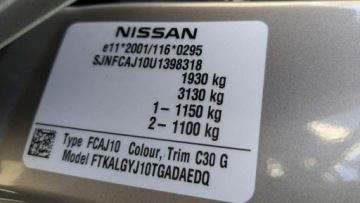 NISSAN
e11*2001/116*0295
SJNFCAJ10U1398318
1930 kg
3130 kg
1– 1150 kg
2– 1100 kg
Type FCAJ10 Colour, Trim C30 G
Model FTKALGYJ10TGADAEDQ